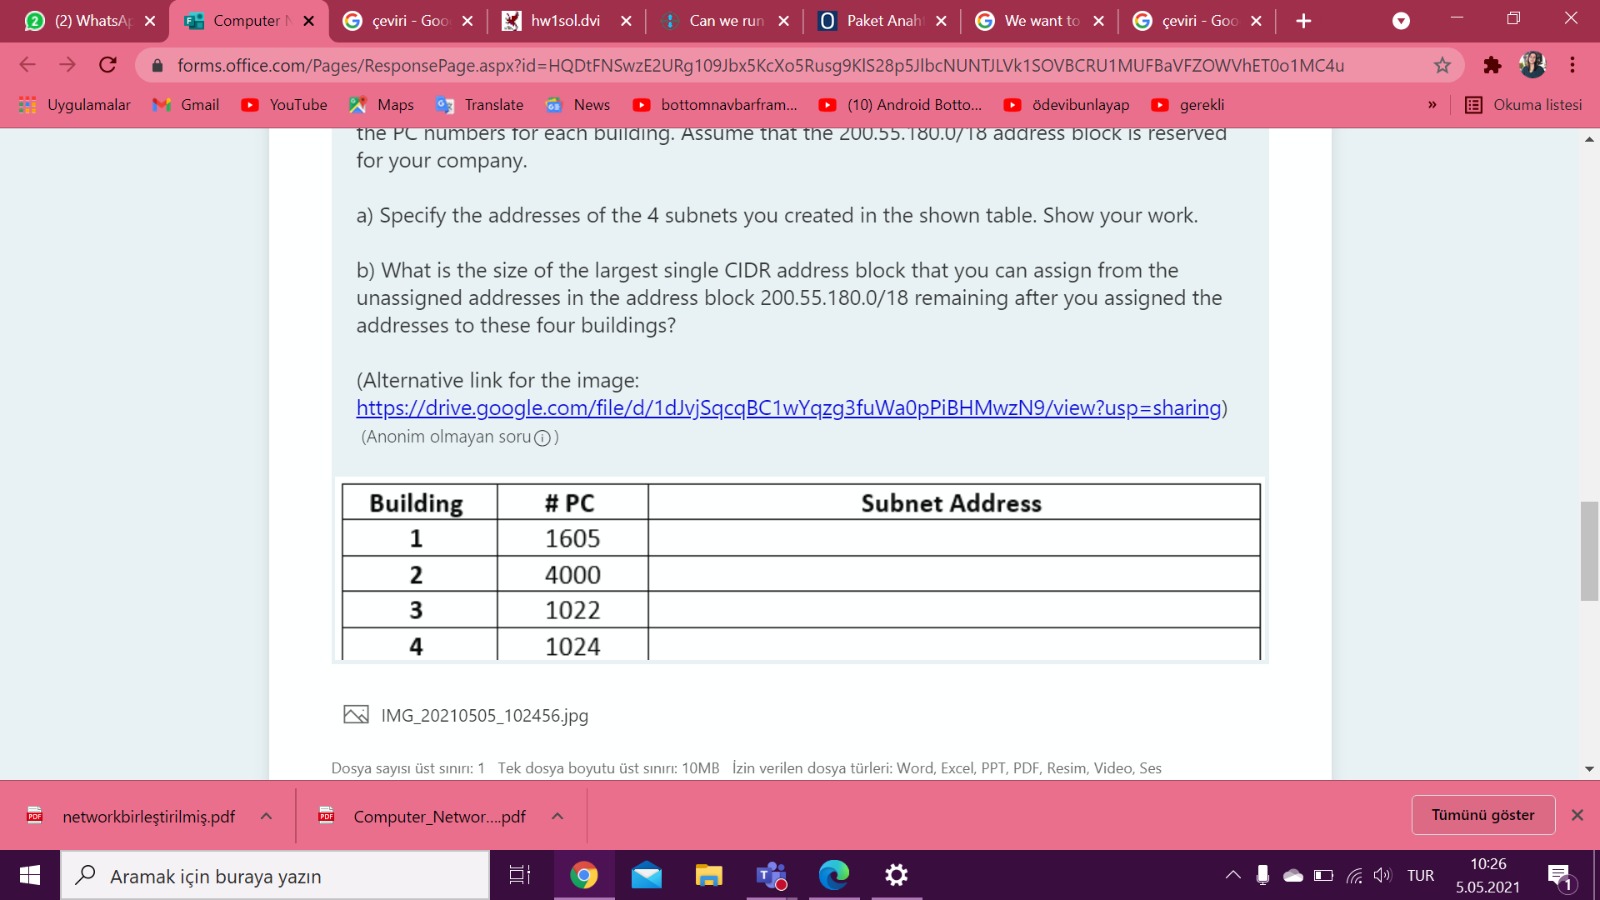 (2) WhatsAp
Computer N
çeviri - Goo
hw1sol.dvi
Can we run
Paket Anaht
We want to
çeviri - Goo
forms.office.com/Pages/ResponsePage.aspx?id=HQDtFNSwzE2URg109Jbx5KcXo5Rusg9KlS28p5JlbcNUNTJLVk1SOVBCRU1MUFBaVFZOWVhET0o1MC4u
Uygulamalar
Gmail
YouTube
Maps
Translate
News
bottomnavbarfram...
(10) Android Botto...
ödevibunlayap
gerekli
»
Okuma listesi
the PC numbers for each building. Assume that the 200.55.180.0/18 address block is reserved
for your company.
a) Specify the addresses of the 4 subnets you created in the shown table. Show your work.
b) What is the size of the largest single CIDR address block that you can assign from the
unassigned addresses in the address block 200.55.180.0/18 remaining after you assigned the
addresses to these four buildings?
(Alternative link for the image:
https://drive.google.com/file/d/1dJvjSqcqBC1wYqzg3fuWa0pPiBHMwzN9/view?usp=sharing)
(Anonim olmayan soru)
Building # PC Subnet Address
1 1605
2 4000
3 1022
4 1024
IMG_20210505_102456.jpg
Dosya sayısı üst sınırı: 1 Tek dosya boyutu üst sınırı: 10MB İzin verilen dosya türleri: Word, Excel, PPT, PDF, Resim, Video, Ses
networkbirleştirilmiş.pdf
Computer_Networ....pdf
Tümünü göster
Aramak için buraya yazın
TUR
10:26
5.05.2021
1